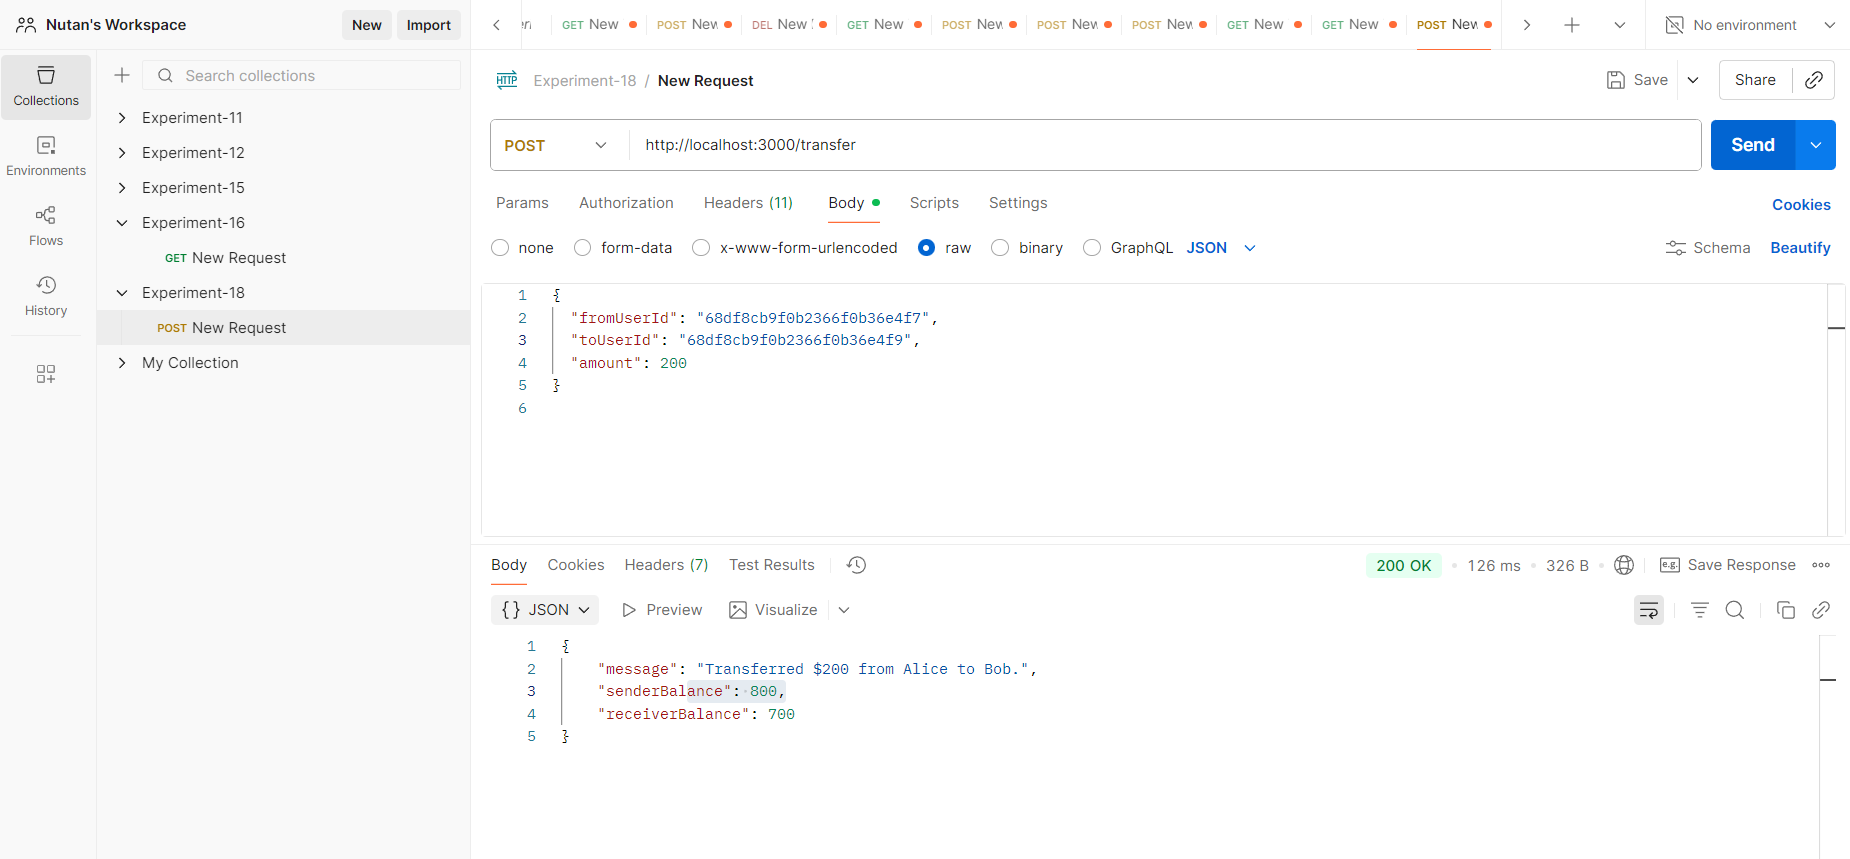 Nutan's Workspace New Import
GET New POST New DEL New GET New POST New POST New POST New GET New GET New POST New No environment
Collections
Environments
Flows
History
Search collections
Experiment-11
Experiment-12
Experiment-15
Experiment-16
GET New Request
Experiment-18
POST New Request
My Collection
HTTP Experiment-18 / New Request Save Share
POST http://localhost:3000/transfer Send
Params Authorization Headers (11) Body Scripts Settings Cookies
none form-data x-www-form-urlencoded raw binary GraphQL JSON Schema Beautify
1 {
2 "fromUserId": "68df8cb9f0b2366f0b36e4f7",
3 "toUserId": "68df8cb9f0b2366f0b36e4f9",
4 "amount": 200
5 }
6
Body Cookies Headers (7) Test Results 200 OK 126 ms 326 B e.g. Save Response
{} JSON Preview Visualize
1 {
2 "message": "Transferred $200 from Alice to Bob.",
3 "senderBalance": 800,
4 "receiverBalance": 700
5 }